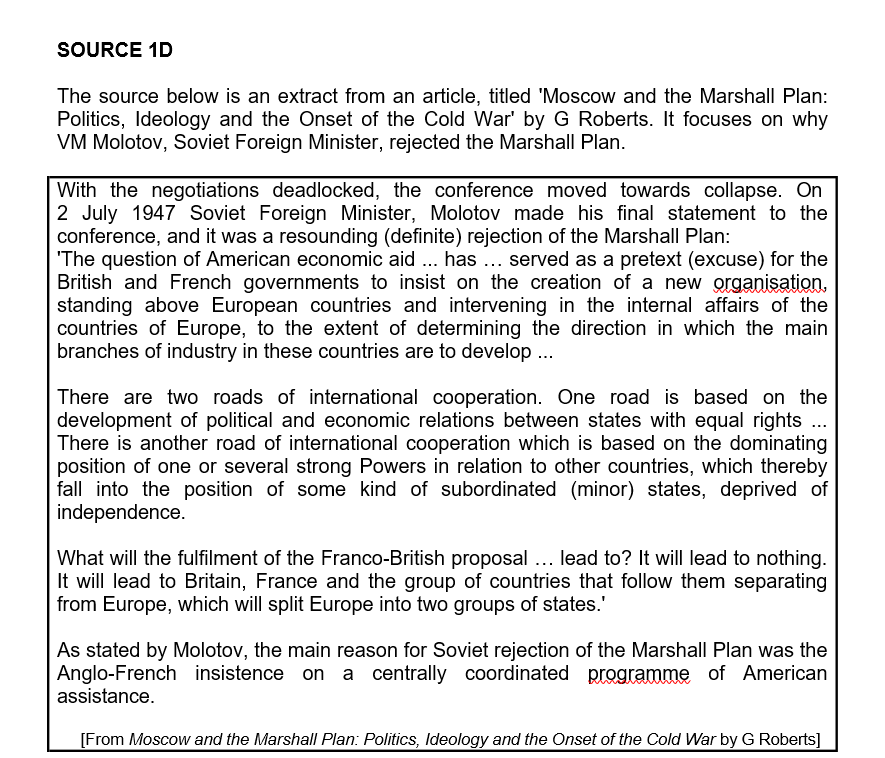 SOURCE 1D
The source below is an extract from an article, titled 'Moscow and the Marshall Plan:
Politics, Ideology and the Onset of the Cold War' by G Roberts. It focuses on why
VM Molotov, Soviet Foreign Minister, rejected the Marshall Plan.
With the negotiations deadlocked, the conference moved towards collapse. On
2 July 1947 Soviet Foreign Minister, Molotov made his final statement to the
conference, and it was a resounding (definite) rejection of the Marshall Plan:
'The question of American economic aid ... has … served as a pretext (excuse) for the
British and French governments to insist on the creation of a new organisation,
standing above European countries and intervening in the internal affairs of the
countries of Europe, to the extent of determining the direction in which the main
branches of industry in these countries are to develop ...
There are two roads of international cooperation. One road is based on the
development of political and economic relations between states with equal rights ...
There is another road of international cooperation which is based on the dominating
position of one or several strong Powers in relation to other countries, which thereby
fall into the position of some kind of subordinated (minor) states, deprived of
independence.
What will the fulfilment of the Franco-British proposal … lead to? It will lead to nothing.
It will lead to Britain, France and the group of countries that follow them separating
from Europe, which will split Europe into two groups of states.'
As stated by Molotov, the main reason for Soviet rejection of the Marshall Plan was the
Anglo-French insistence on a centrally coordinated programme of American
assistance.
[From Moscow and the Marshall Plan: Politics, Ideology and the Onset of the Cold War by G Roberts]